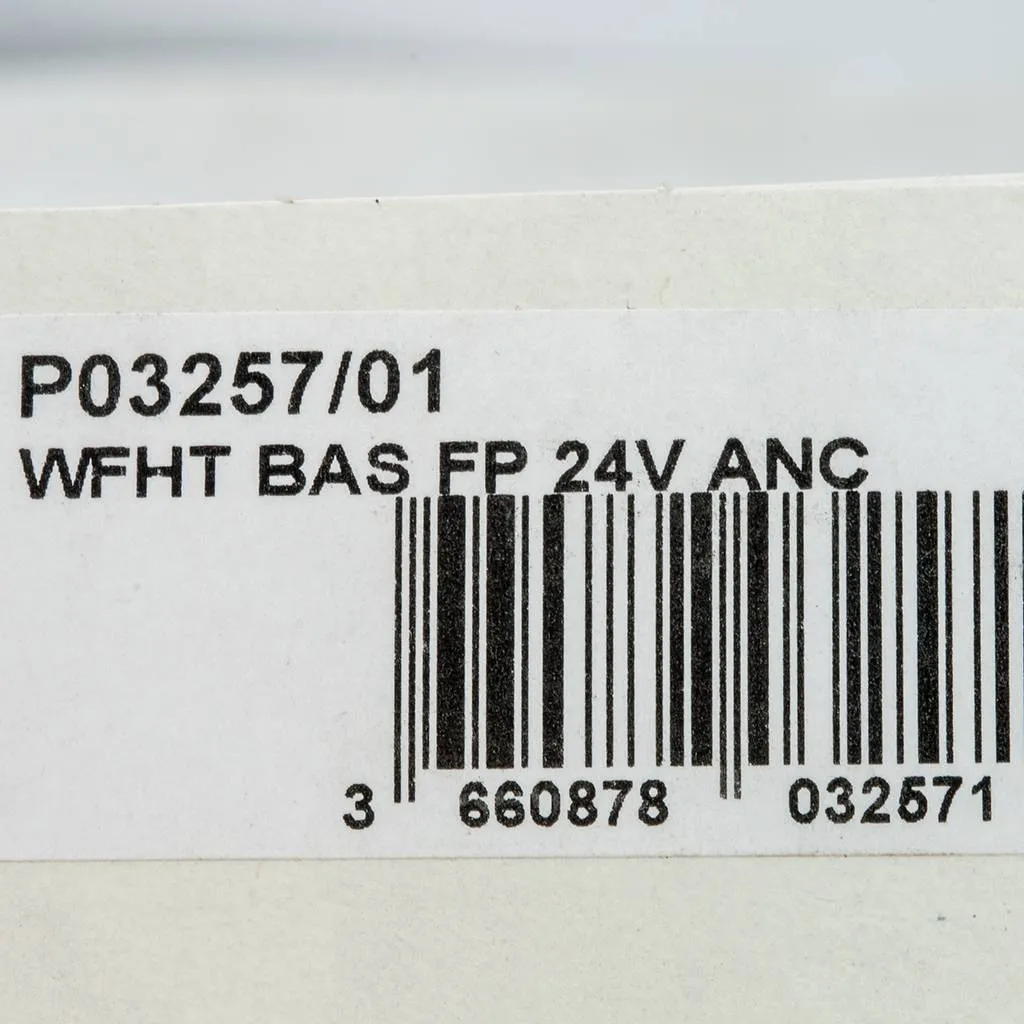 P03257/01
WFHT BAS FP 24V ANC
3 660878 032571